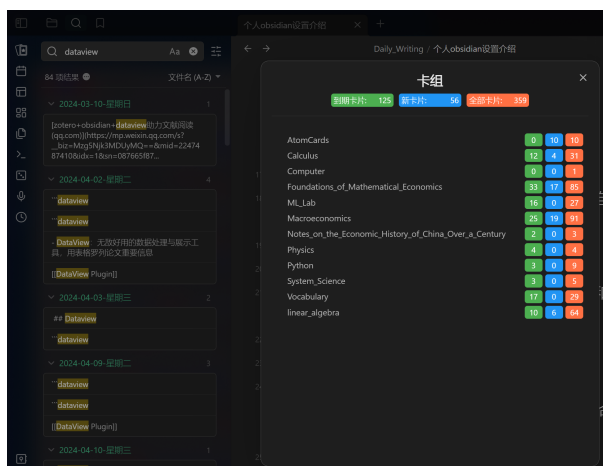 个人obsidian设置介绍
dataview
Aa
Daily_Writing / 个人obsidian设置介绍
84 项结果
文件名 (A-Z)
2024-03-10-星期日 1
[zotero+obsidian+dataview助力文献阅读
(qq.com)](https://mp.weixin.qq.com/s?
__biz=Mzg5Njk3MDUyMQ==&mid=22474
87410&idx=1&sn=087665f87...
2024-04-02-星期二 4
```dataview
```dataview
- DataView：无敌好用的数据处理与展示工
具，用表格罗列论文重要信息
[[DataView Plugin]]
2024-04-03-星期三 2
## Dataview
```dataview
2024-04-09-星期二 3
```dataview
```dataview
[[DataView Plugin]]
2024-04-10-星期三 1
卡组
到期卡片: 125 新卡片: 56 全部卡片: 359
AtomCards 0 10 10
Calculus 12 4 31
Computer 0 0 1
Foundations_of_Mathematical_Economics 33 17 85
ML_Lab 16 0 27
Macroeconomics 25 19 91
Notes_on_the_Economic_History_of_China_Over_a_Century 2 0 3
Physics 4 0 4
Python 3 0 9
System_Science 3 0 5
Vocabulary 17 0 29
linear_algebra 10 6 64